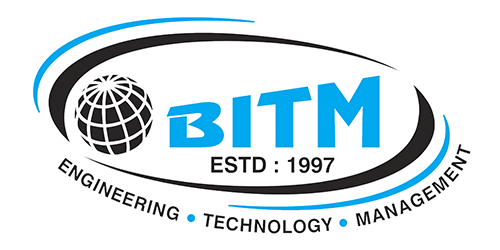 BITM
ESTD : 1997
ENGINEERING • TECHNOLOGY • MANAGEMENT